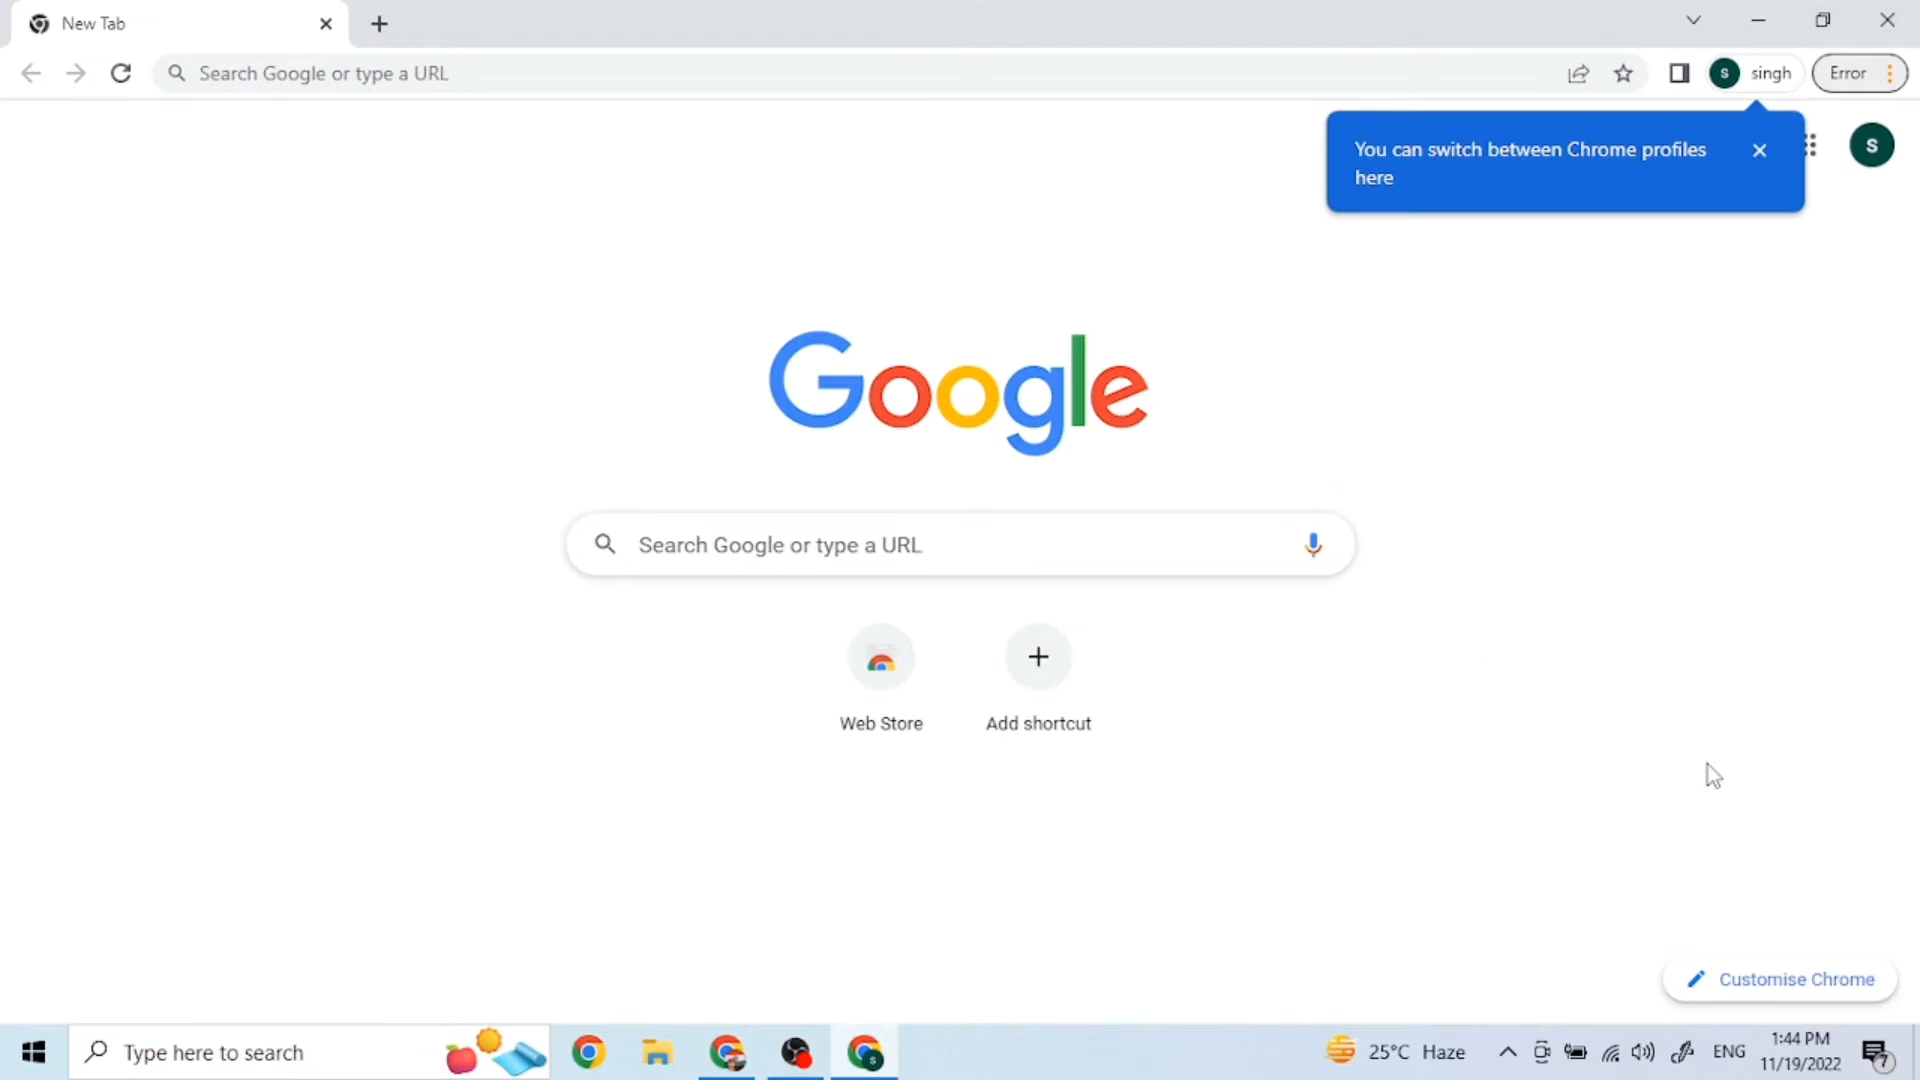 New Tab
Search Google or type a URL
S singh
Error
You can switch between Chrome profiles
here
S
Google
Search Google or type a URL
Web Store
Add shortcut
Customise Chrome
Type here to search
S
25°C Haze
ENG
1:44 PM
11/19/2022
7